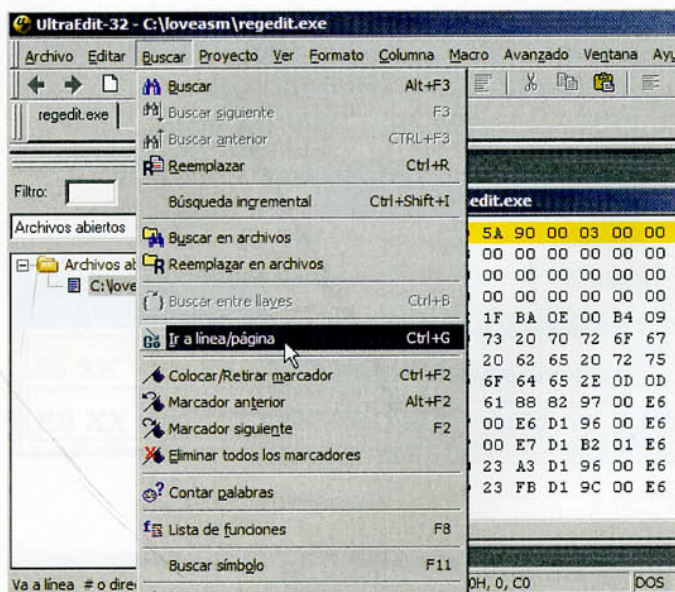 UltraEdit-32 - C:\loveasm\regedit.exe
Archivo Editar Buscar Proyecto Ver Formato Columna Macro Avanzado Ventana
regedit.exe
Filtro:
Archivos abiertos
Archivos
Buscar Alt+F3
Buscar siguiente F3
Buscar anterior CTRL+F3
Reemplazar Ctrl+R
Búsqueda incremental Ctrl+Shift+I
Buscar en archivos
Reemplazar en archivos
{ } Buscar entre llaves Ctrl+B
Go Ir a línea/página Ctrl+G
Colocar/Retirar marcador Ctrl+F2
Marcador anterior Alt+F2
Marcador siguiente F2
Eliminar todos los marcadores
Contar palabras
Lista de funciones F8
Buscar símbolo F11
edit.exe
5A 90 00 03 00 00
00 00 00 00 00 00
00 00 00 00 00 00
00 00 00 00 00 00
1F BA 0E 00 B4 09
73 20 70 72 6F 67
20 62 65 20 72 75
6F 64 65 2E 0D 0D
61 88 82 97 00 E6
00 E6 D1 96 00 E6
00 E7 D1 B2 01 E6
23 A3 D1 96 00 E6
23 FB D1 9C 00 E6
Va a línea # o
0H, 0, C0 DOS